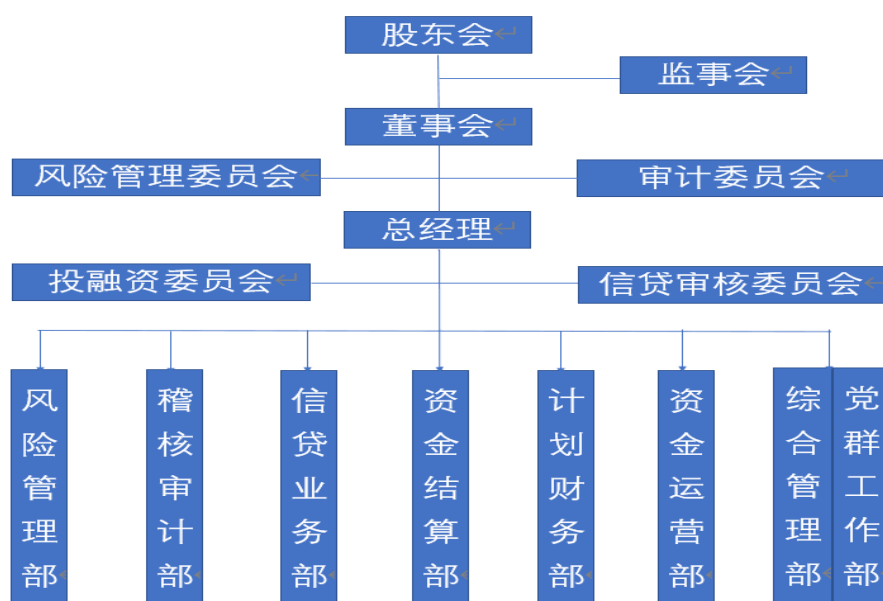 股东会
监事会
董事会
风险管理委员会
审计委员会
总经理
投融资委员会
信贷审核委员会
风险管理部
稽核审计部
信贷业务部
资金结算部
计划财务部
资金运营部
综合管理部
党群工作部